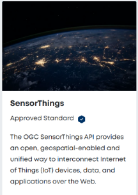 SensorThings
Approved Standard
The OGC SensorThings API provides
an open, geospatial-enabled and
unified way to interconnect Internet
of Things (IoT) devices, data, and
applications over the Web.